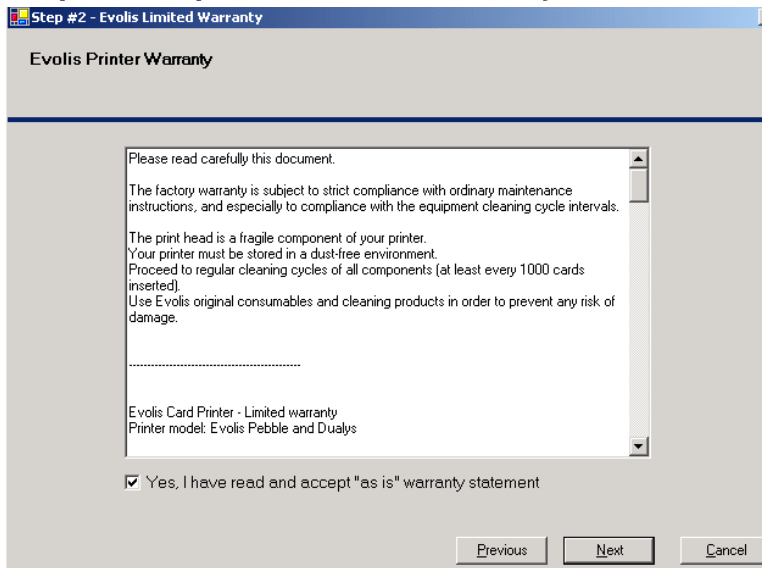 Step #2 - Evolis Limited Warranty
Evolis Printer Warranty
Please read carefully this document.
The factory warranty is subject to strict compliance with ordinary maintenance
instructions, and especially to compliance with the equipment cleaning cycle intervals.
The print head is a fragile component of your printer.
Your printer must be stored in a dust-free environment.
Proceed to regular cleaning cycles of all components (at least every 1000 cards
inserted).
Use Evolis original consumables and cleaning products in order to prevent any risk of
damage.
----------------------------------------------
Evolis Card Printer - Limited warranty
Printer model: Evolis Pebble and Dualys
Yes, I have read and accept "as is" warranty statement
Previous Next Cancel